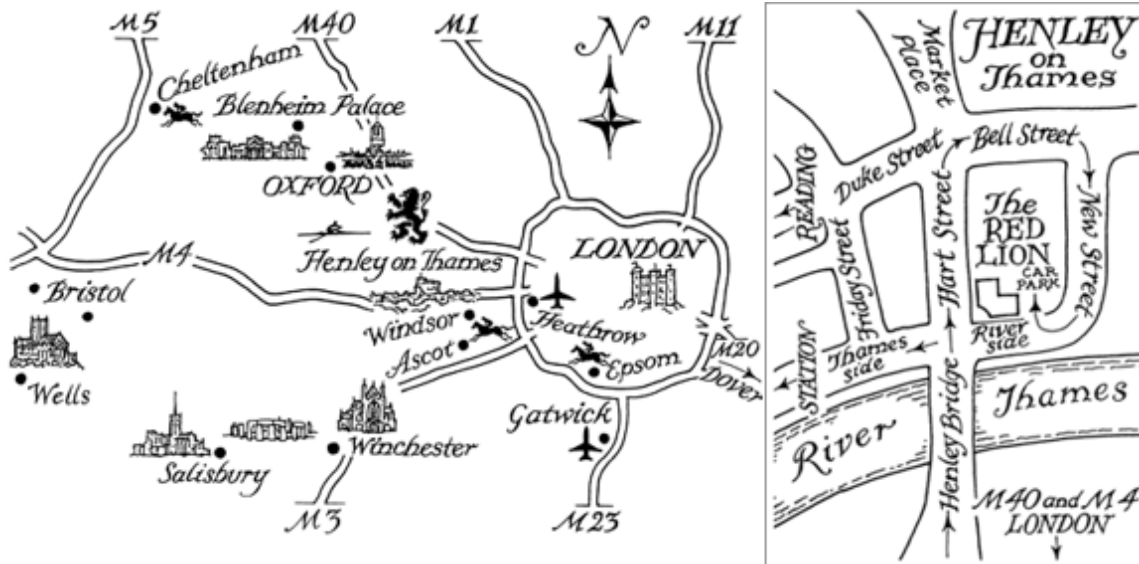 M5
M40
M1
M11
N
Cheltenham
Blenheim Palace
OXFORD
LONDON
Henley on Thames
M4
Bristol
Windsor
Heathrow
Ascot
Epsom
M20
Dover
Wells
Gatwick
Winchester
Salisbury
M3
M23
HENLEY
on
Thames
Market
Place
Bell Street
Duke Street
READING
Hart Street
New Street
The
RED
LION
CAR
PARK
Friday Street
River
side
Thames
side
STATION
Henley Bridge
River
Thames
M40 and M4
LONDON